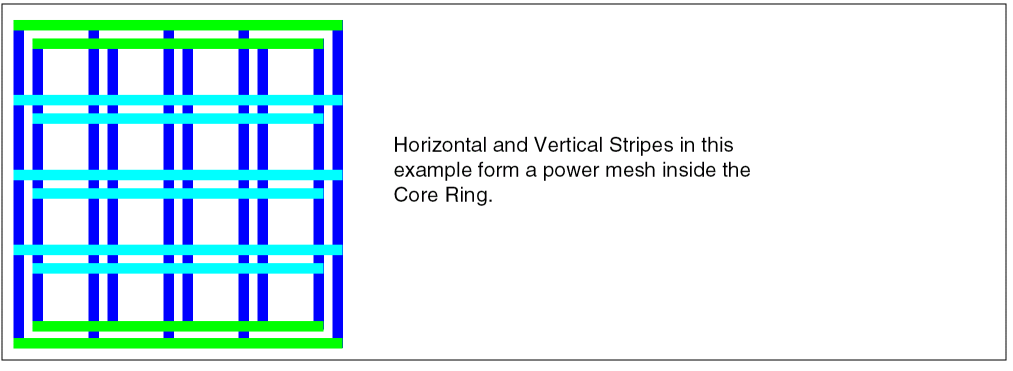 Horizontal and Vertical Stripes in this
example form a power mesh inside the
Core Ring.